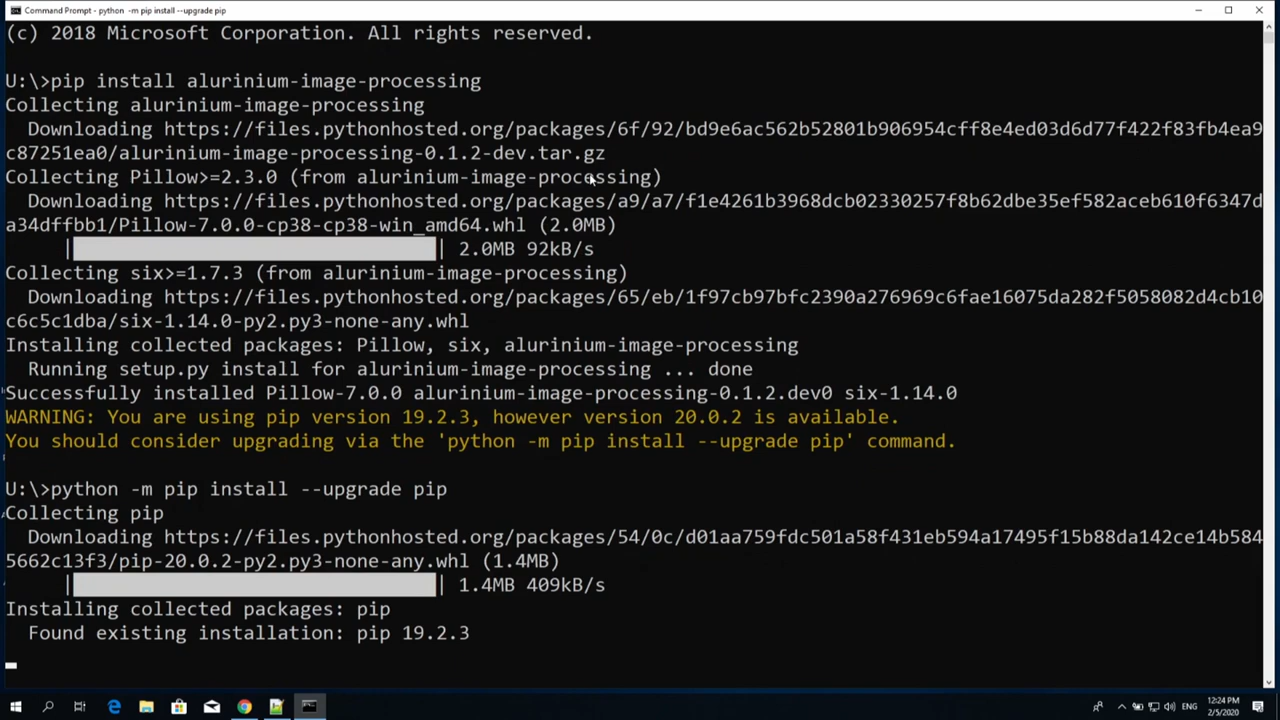 Command Prompt - python  -m pip install --upgrade pip
(c) 2018 Microsoft Corporation. All rights reserved.
U:\>pip install alurinium-image-processing
Collecting alurinium-image-processing
Downloading https://files.pythonhosted.org/packages/6f/92/bd9e6ac562b52801b906954cff8e4ed03d6d77f422f83fb4ea9
c87251ea0/alurinium-image-processing-0.1.2-dev.tar.gz
Collecting Pillow>=2.3.0 (from alurinium-image-processing)
Downloading https://files.pythonhosted.org/packages/a9/a7/f1e4261b3968dcb02330257f8b62dbe35ef582aceb610f6347d
a34dffbb1/Pillow-7.0.0-cp38-cp38-win_amd64.whl (2.0MB)
| | 2.0MB 92kB/s
Collecting six>=1.7.3 (from alurinium-image-processing)
Downloading https://files.pythonhosted.org/packages/65/eb/1f97cb97bfc2390a276969c6fae16075da282f5058082d4cb10
c6c5c1dba/six-1.14.0-py2.py3-none-any.whl
Installing collected packages: Pillow, six, alurinium-image-processing
Running setup.py install for alurinium-image-processing ... done
Successfully installed Pillow-7.0.0 alurinium-image-processing-0.1.2.dev0 six-1.14.0
WARNING: You are using pip version 19.2.3, however version 20.0.2 is available.
You should consider upgrading via the 'python -m pip install --upgrade pip' command.
U:\>python -m pip install --upgrade pip
Collecting pip
Downloading https://files.pythonhosted.org/packages/54/0c/d01aa759fdc501a58f431eb594a17495f15b88da142ce14b584
5662c13f3/pip-20.0.2-py2.py3-none-any.whl (1.4MB)
| | 1.4MB 409kB/s
Installing collected packages: pip
Found existing installation: pip 19.2.3
ENG
12:24 PM
2/5/2020